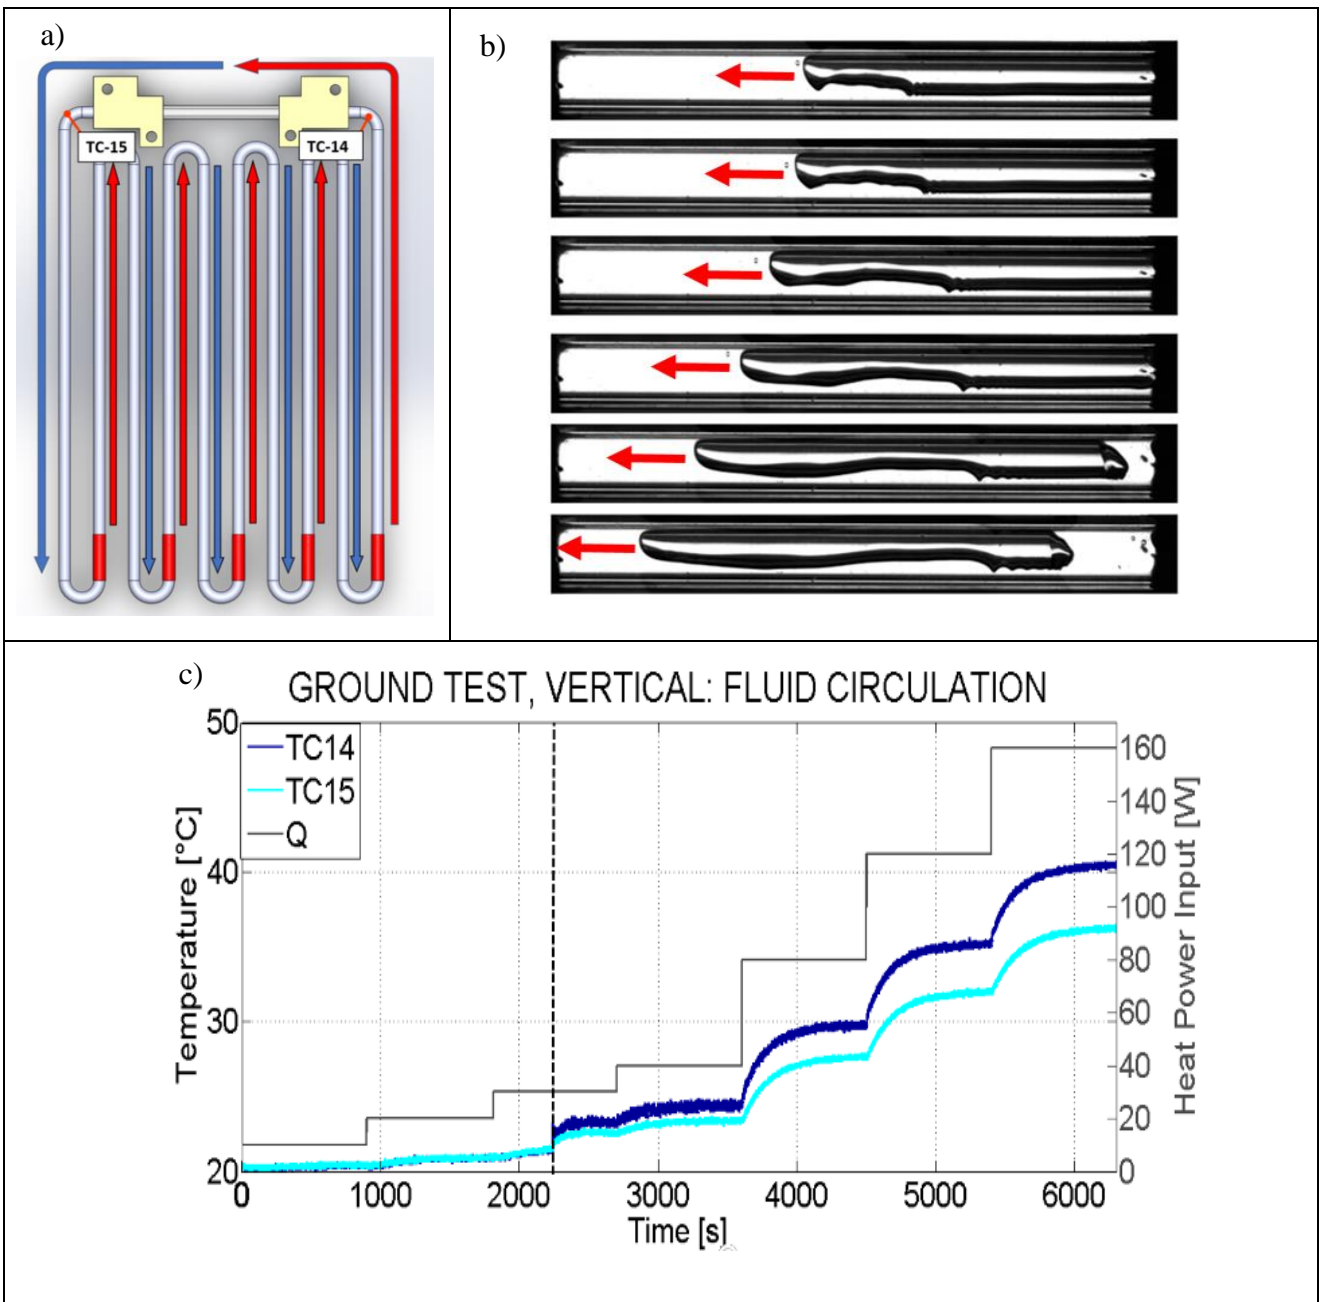 a)
TC-15
TC-14
b)
c)
GROUND TEST, VERTICAL: FLUID CIRCULATION
TC14
TC15
Q
50
40
30
20
Temperature [°C]
160
140
120
100
80
60
40
20
0
Heat Power Input [W]
0
1000
2000
3000
4000
5000
6000
Time [s]